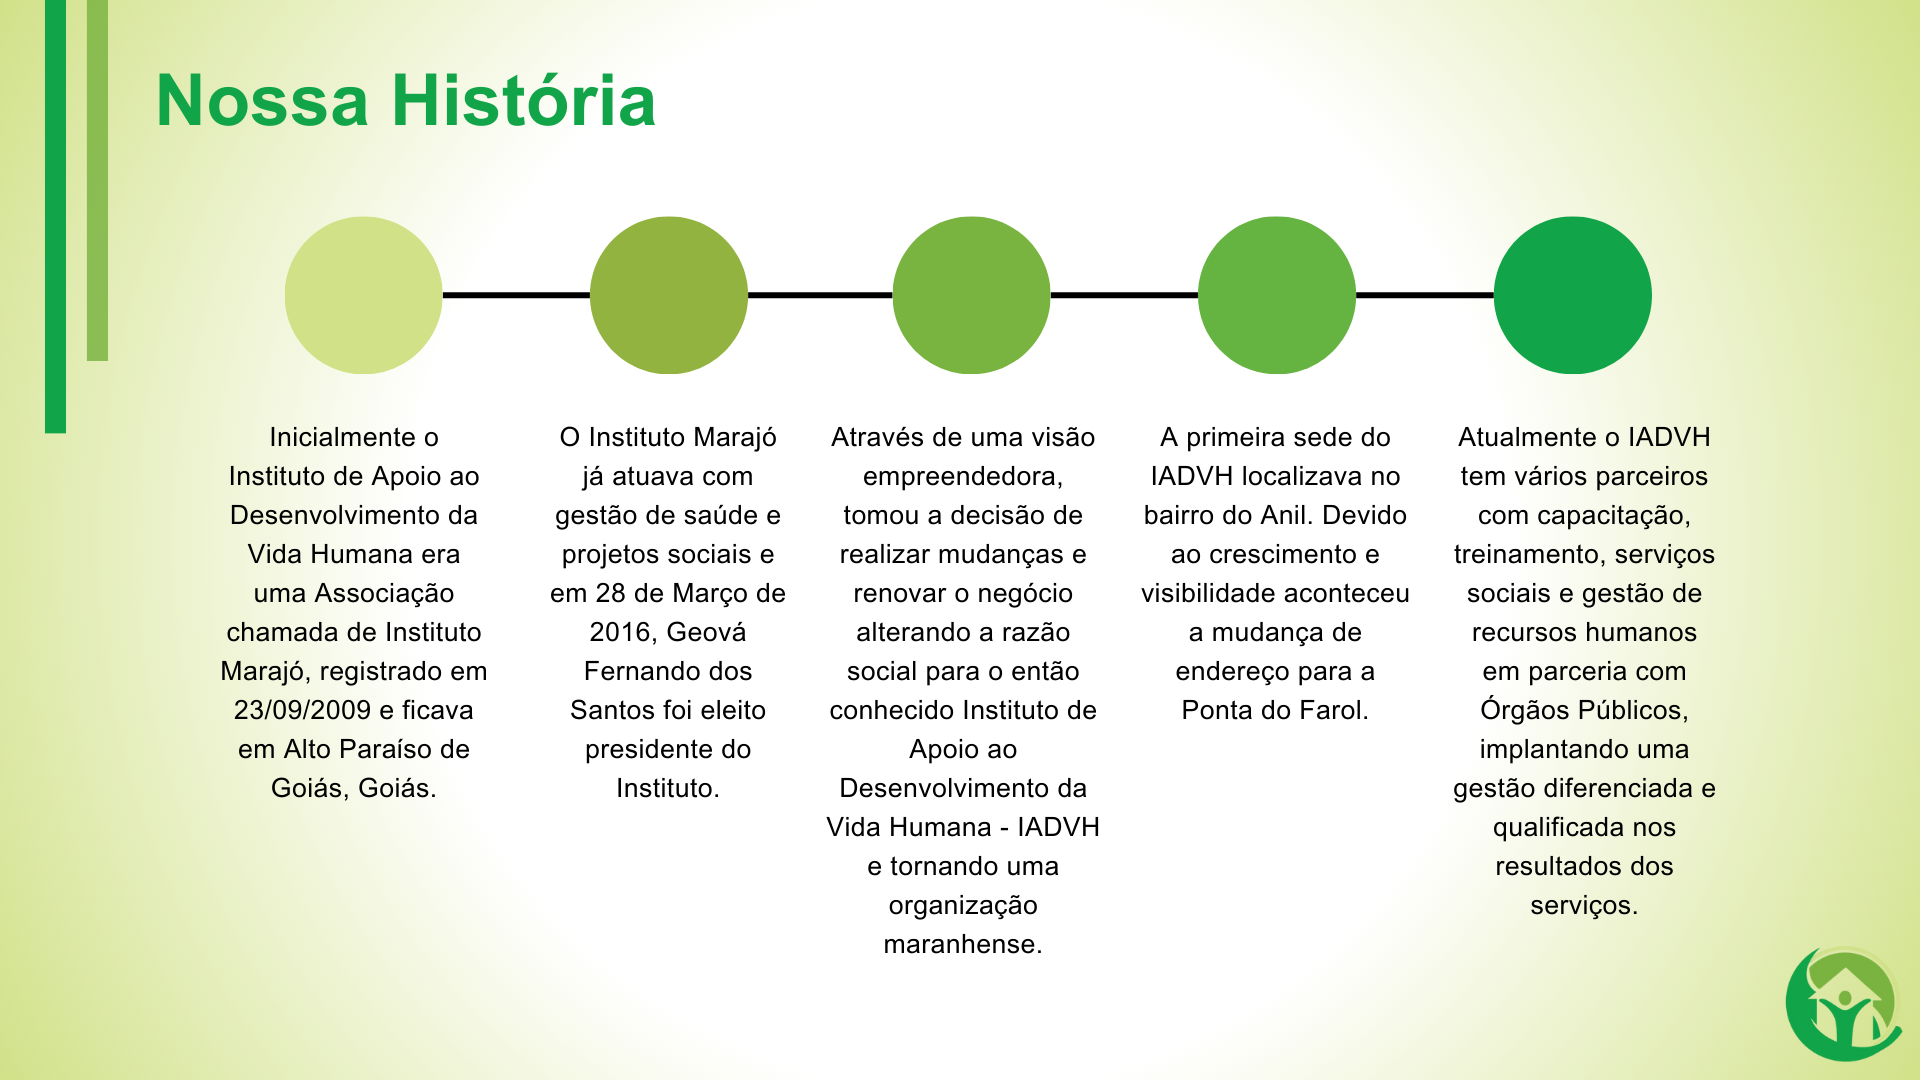 Nossa História
Inicialmente o
Instituto de Apoio ao
Desenvolvimento da
Vida Humana era
uma Associação
chamada de Instituto
Marajó, registrado em
23/09/2009 e ficava
em Alto Paraíso de
Goiás, Goiás.
O Instituto Marajó
já atuava com
gestão de saúde e
projetos sociais e
em 28 de Março de
2016, Geová
Fernando dos
Santos foi eleito
presidente do
Instituto.
Através de uma visão
empreendedora,
tomou a decisão de
realizar mudanças e
renovar o negócio
alterando a razão
social para o então
conhecido Instituto de
Apoio ao
Desenvolvimento da
Vida Humana - IADVH
e tornando uma
organização
maranhense.
A primeira sede do
IADVH localizava no
bairro do Anil. Devido
ao crescimento e
visibilidade aconteceu
a mudança de
endereço para a
Ponta do Farol.
Atualmente o IADVH
tem vários parceiros
com capacitação,
treinamento, serviços
sociais e gestão de
recursos humanos
em parceria com
Órgãos Públicos,
implantando uma
gestão diferenciada e
qualificada nos
resultados dos
serviços.